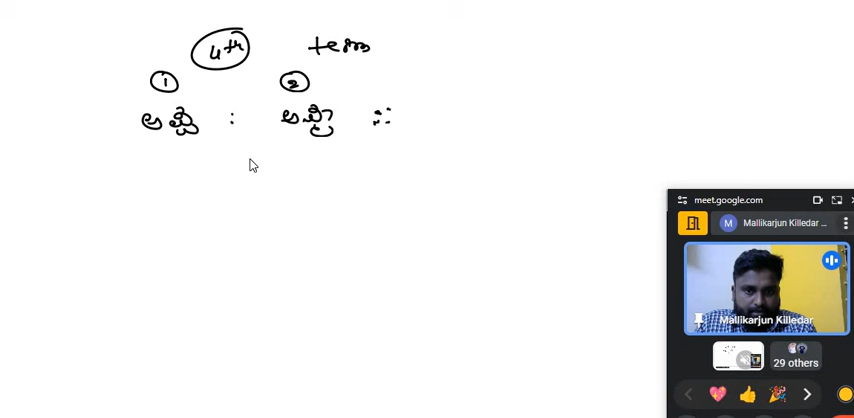 4th term
① ②
: ::
meet.google.com
M Mallikarjun Killedar ...
Mallikarjun Killedar
29 others